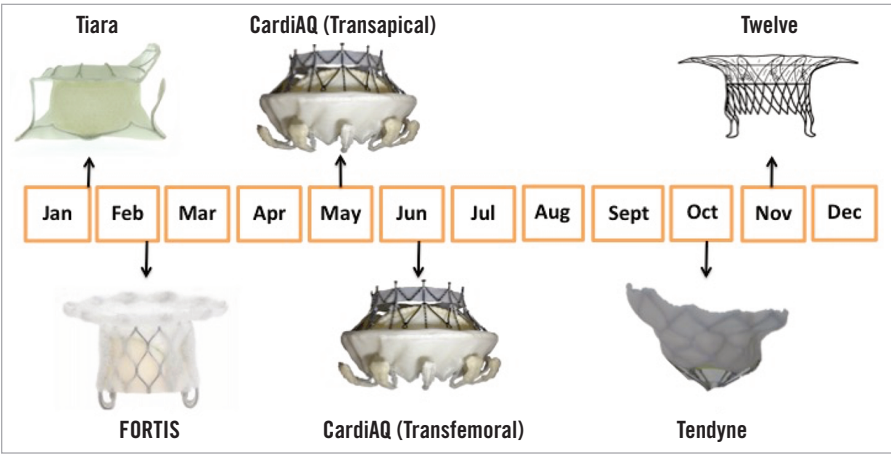 Tiara CardiAQ (Transapical) Twelve
Jan Feb Mar Apr May Jun Jul Aug Sept Oct Nov Dec
FORTIS CardiAQ (Transfemoral) Tendyne